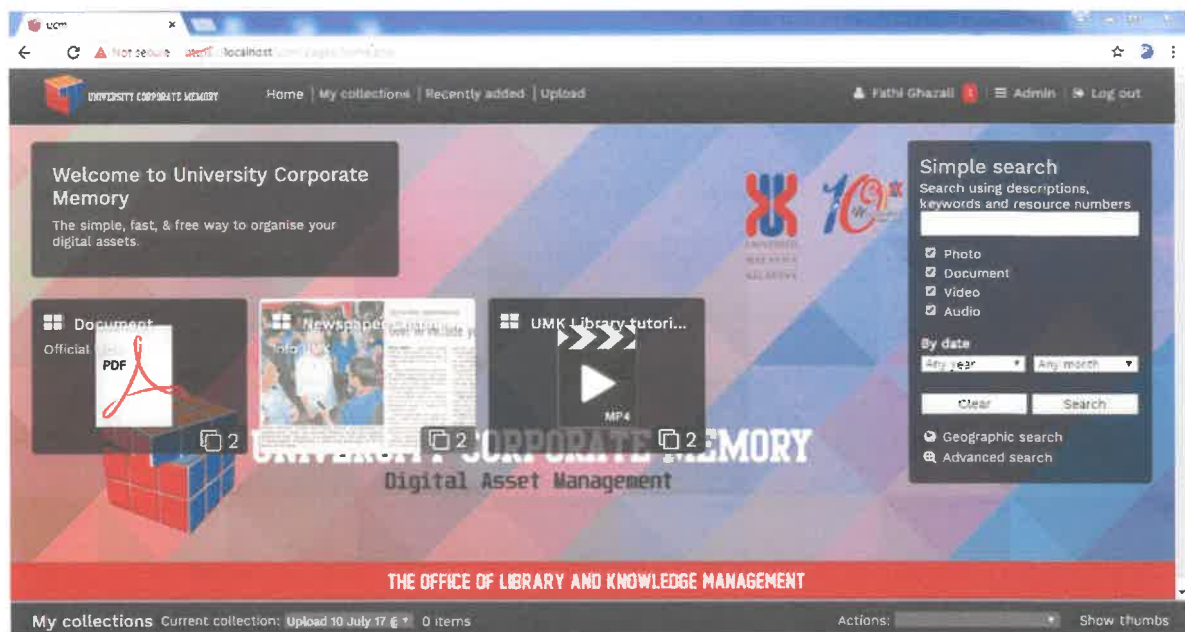 ucm
Not secure localhost
UNIVERSITY CORPORATE MEMORY
Home | My collections | Recently added | Upload
Fathi Ghazali 1 Admin Log out
Welcome to University Corporate
Memory
The simple, fast, & free way to organise your
digital assets.
UNIVERSITI
MALAYSIA
KELANTAN
10
Simple search
Search using descriptions,
keywords and resource numbers
Photo
Document
Video
Audio
By date
Any year Any month
Clear Search
Geographic search
Advanced search
Document
Official
PDF
2
Newspaper
2
UMK Library tutori...
MP4
2
UNIVERSITY CORPORATE MEMORY
Digital Asset Management
THE OFFICE OF LIBRARY AND KNOWLEDGE MANAGEMENT
My collections Current collection: Upload 10 July 17 0 items
Actions: Show thumbs